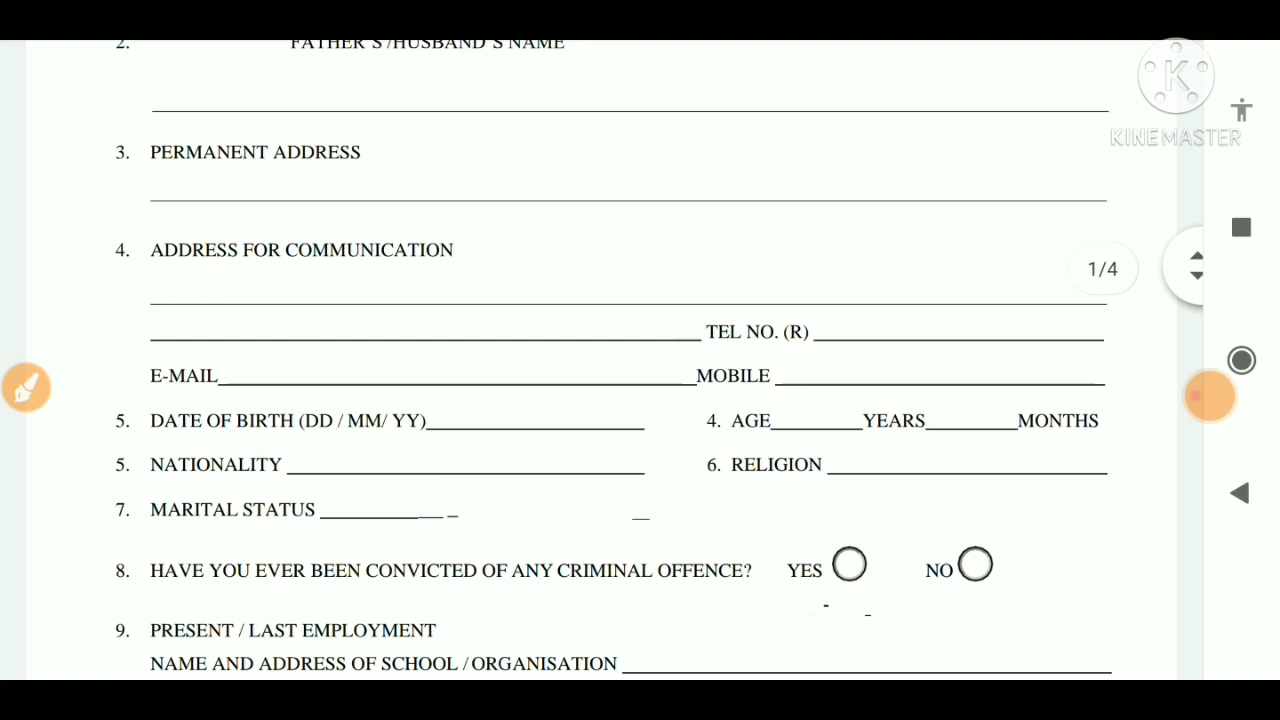 2. FATHER'S /HUSBAND'S NAME
K
KINEMASTER
3. PERMANENT ADDRESS
4. ADDRESS FOR COMMUNICATION
1/4
TEL NO. (R)
E-MAIL MOBILE
5. DATE OF BIRTH (DD / MM/ YY) 4. AGE YEARS MONTHS
5. NATIONALITY 6. RELIGION
7. MARITAL STATUS
8. HAVE YOU EVER BEEN CONVICTED OF ANY CRIMINAL OFFENCE? YES NO
9. PRESENT / LAST EMPLOYMENT
NAME AND ADDRESS OF SCHOOL / ORGANISATION